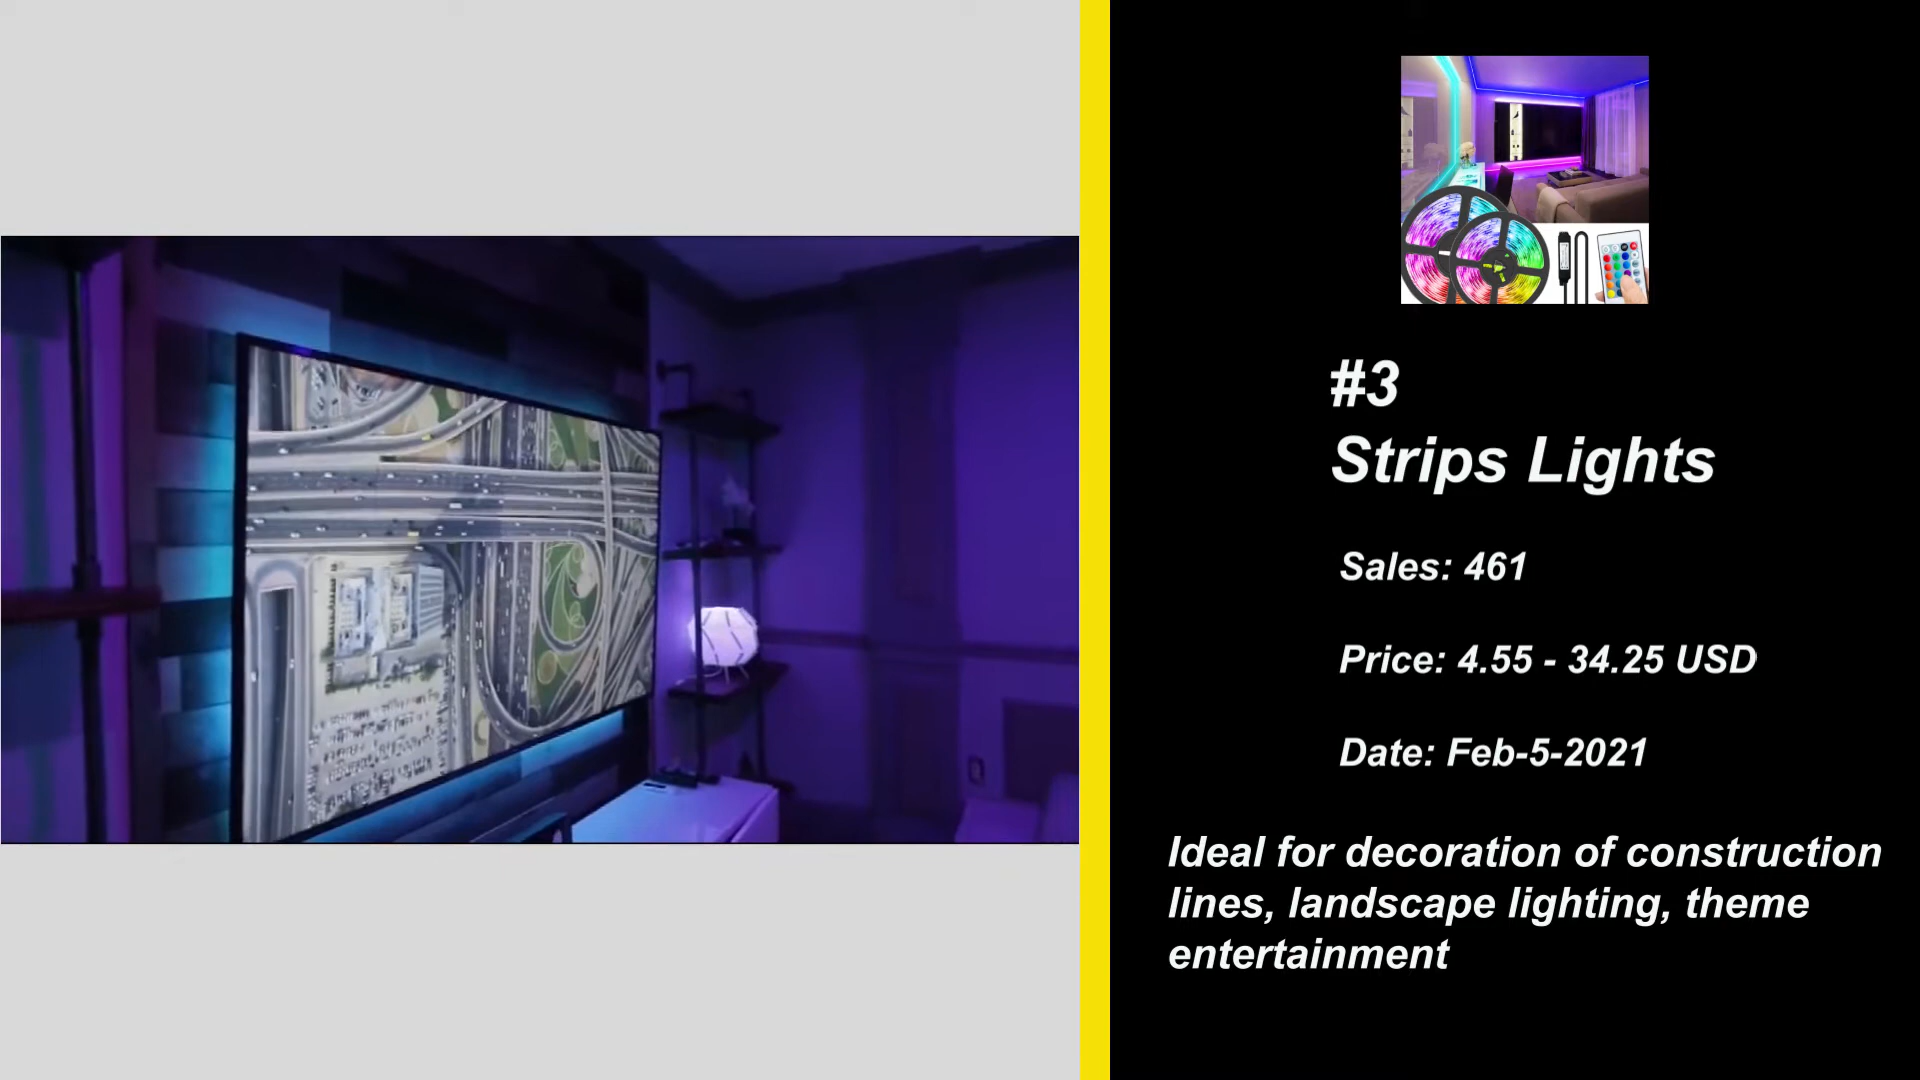 #3
Strips Lights
Sales: 461
Price: 4.55 - 34.25 USD
Date: Feb-5-2021
Ideal for decoration of construction
lines, landscape lighting, theme
entertainment